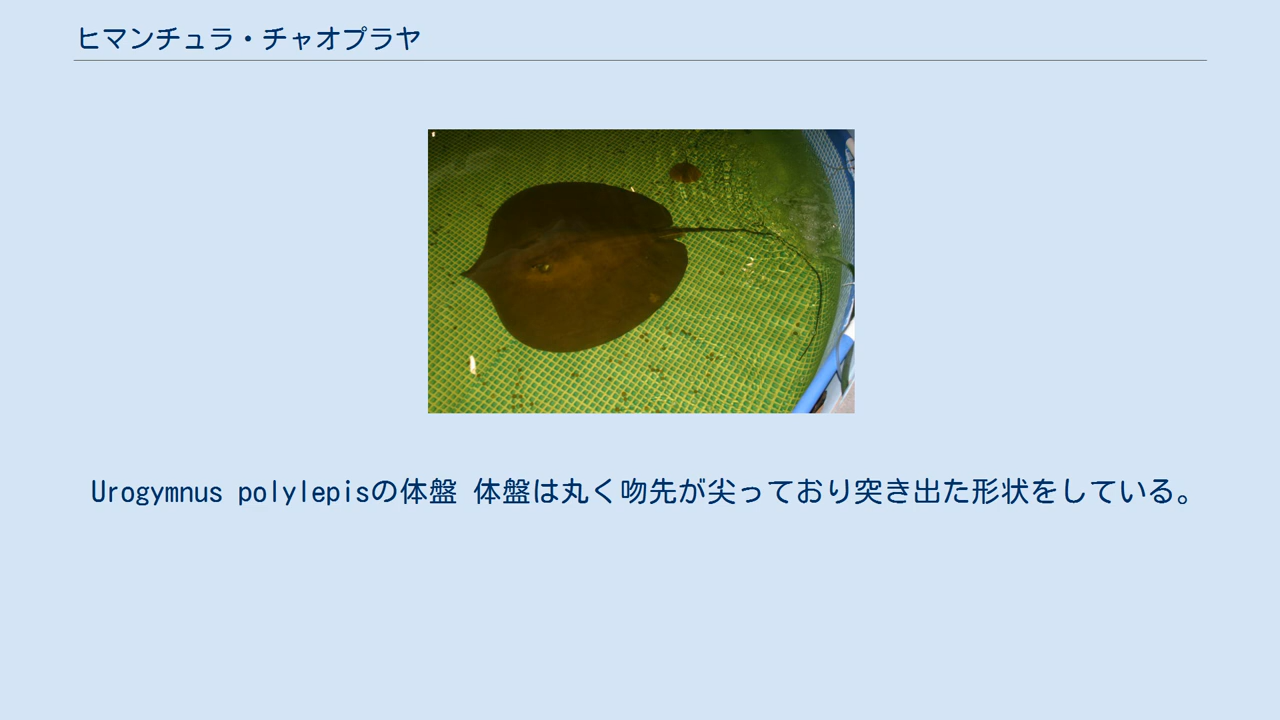 ヒマンチュラ・チャオプラヤ
Urogymnus polylepisの体盤 体盤は丸く吻先が尖っており突き出た形状をしている。